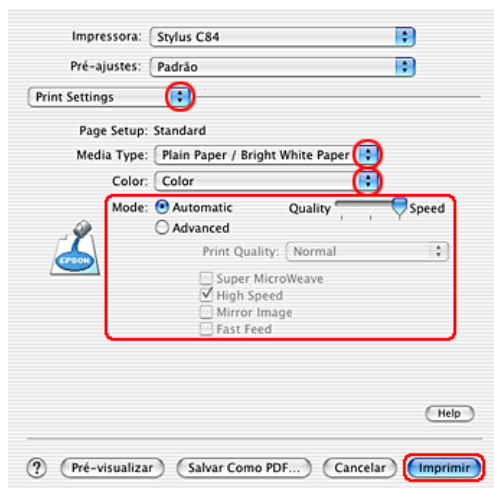 Impressora: Stylus C84
Pré-ajustes: Padrão
Print Settings
Page Setup: Standard
Media Type: Plain Paper / Bright White Paper
Color: Color
Mode: Automatic Quality Speed
Advanced
Print Quality: Normal
EPSON
Super MicroWeave
High Speed
Mirror Image
Fast Feed
Help
? Pré-visualizar Salvar Como PDF... Cancelar Imprimir